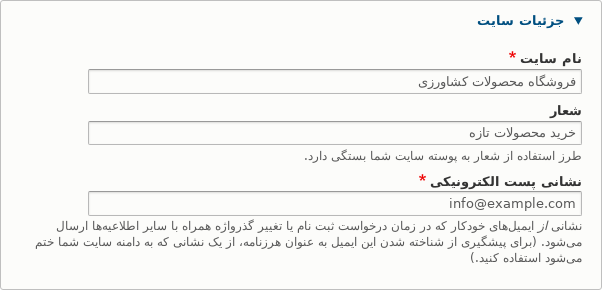 ▼ جزئیات سایت
نام سایت *
فروشگاه محصولات کشاورزی
شعار
خرید محصولات تازه
طرز استفاده از شعار به پوسته سایت شما بستگی دارد.
نشانی پست الکترونیکی *
info@example.com
نشانی از ایمیل‌های خودکار که در زمان درخواست ثبت نام یا تغییر گذرواژه همراه با سایر اطلاعیه‌ها ارسال
می‌شود. (برای پیشگیری از شناخته شدن این ایمیل به عنوان هرزنامه، از یک نشانی که به دامنه سایت شما ختم
می‌شود استفاده کنید.)